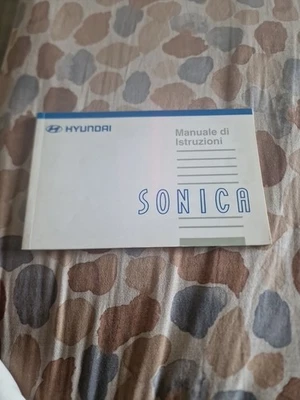 HYUNDAI
Manuale di
Istruzioni
SONICA